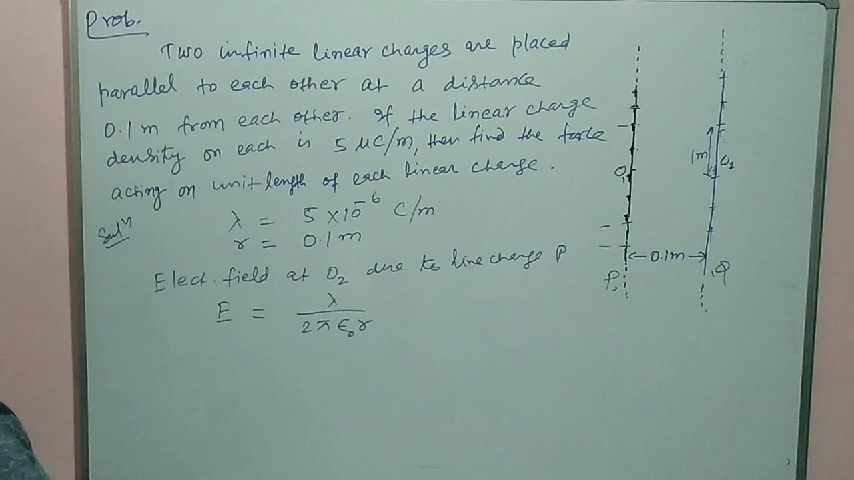 Prob.
Two infinite linear charges are placed
parallel to each other at a distance
0.1 m from each other. If the linear charge
density on each is 5 μC/m, then find the force
acting on unit length of each linear charge.
Solⁿ
λ = 5 × 10⁻⁶ C/m
r = 0.1 m
Elect. field at O₂ due to line charge P
E = λ / 2π ε₀ r
O₁
1m
O₂
0.1m
P
Q